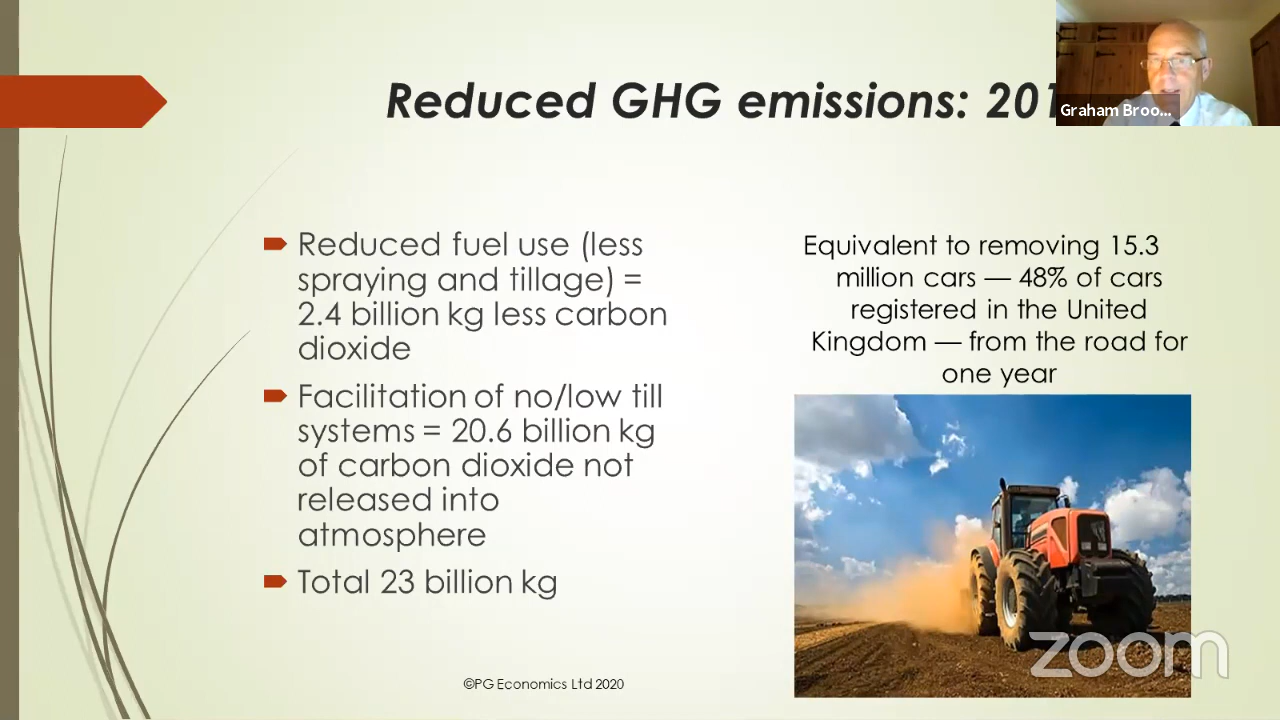 Reduced GHG emissions: 201
Graham Broo...
Reduced fuel use (less
spraying and tillage) =
2.4 billion kg less carbon
dioxide
Facilitation of no/low till
systems = 20.6 billion kg
of carbon dioxide not
released into
atmosphere
Total 23 billion kg
Equivalent to removing 15.3
million cars — 48% of cars
registered in the United
Kingdom — from the road for
one year
zoom
©PG Economics Ltd 2020